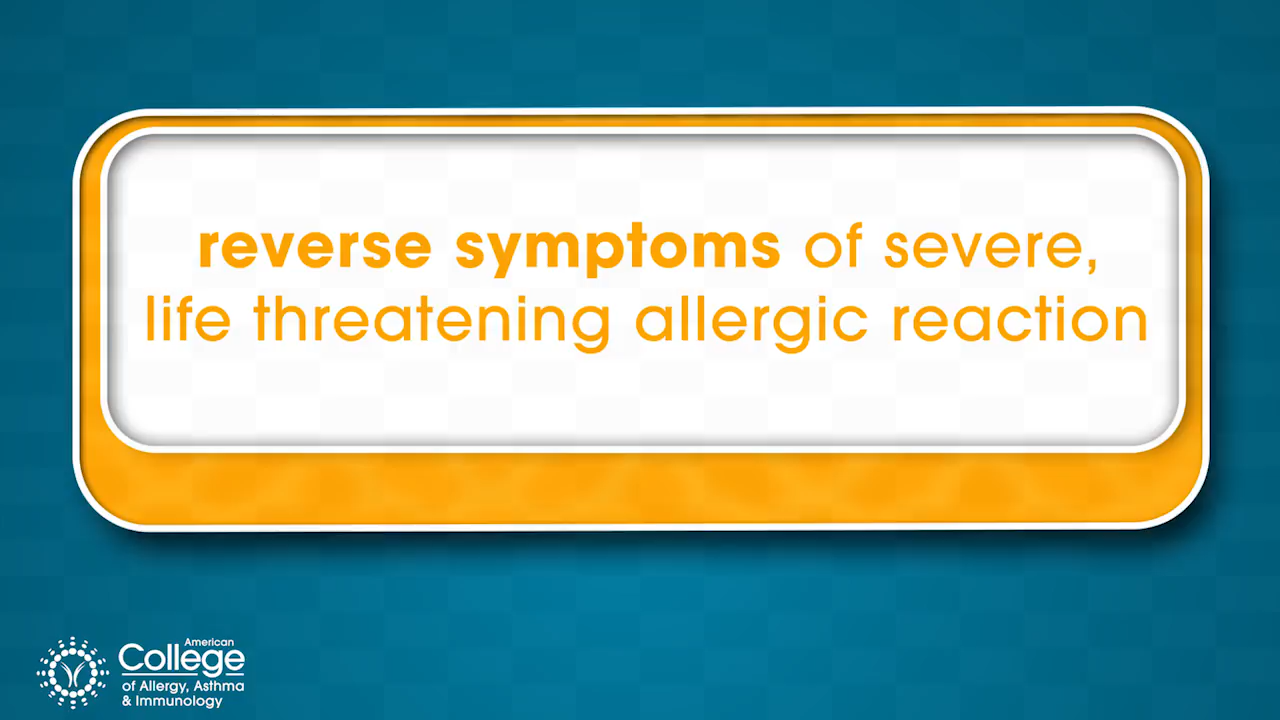 reverse symptoms of severe,
life threatening allergic reaction
American
College
of Allergy, Asthma
& Immunology